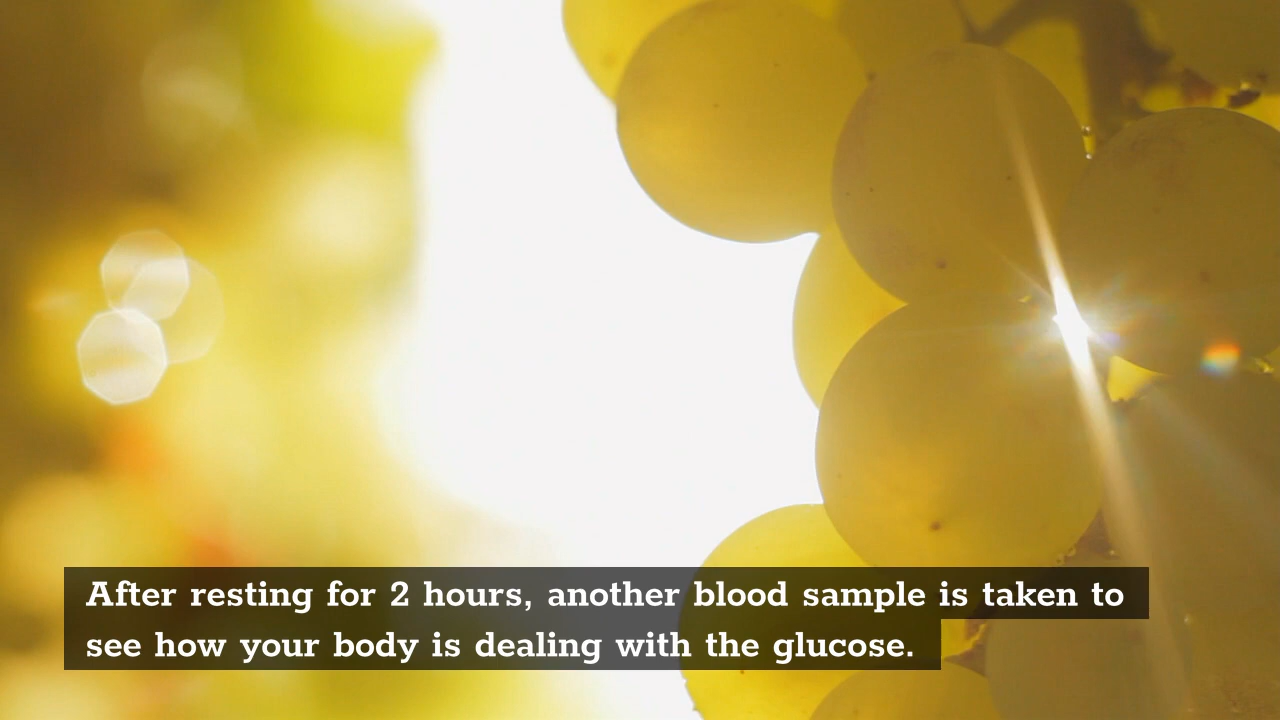 After resting for 2 hours, another blood sample is taken to
see how your body is dealing with the glucose.